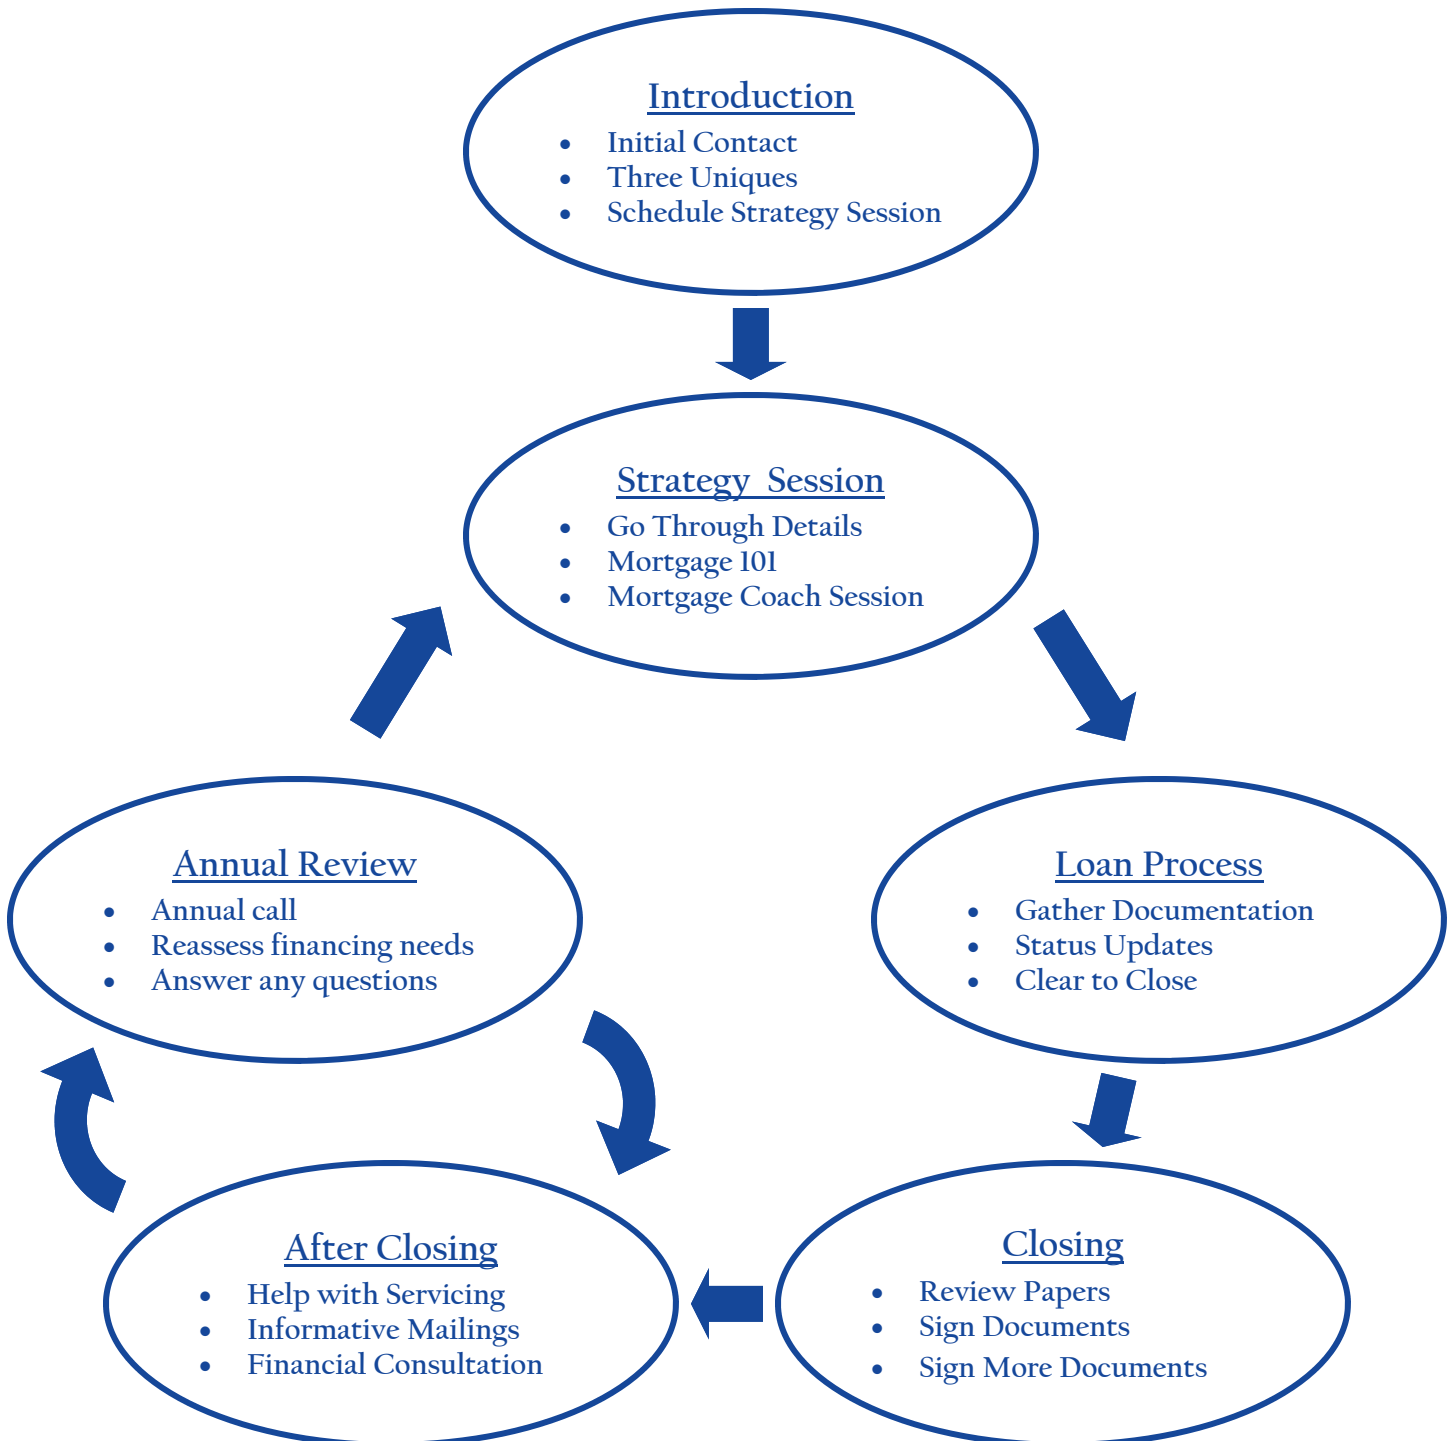 Introduction
• Initial Contact
• Three Uniques
• Schedule Strategy Session
Strategy Session
• Go Through Details
• Mortgage 101
• Mortgage Coach Session
Annual Review
• Annual call
• Reassess financing needs
• Answer any questions
Loan Process
• Gather Documentation
• Status Updates
• Clear to Close
After Closing
• Help with Servicing
• Informative Mailings
• Financial Consultation
Closing
• Review Papers
• Sign Documents
• Sign More Documents